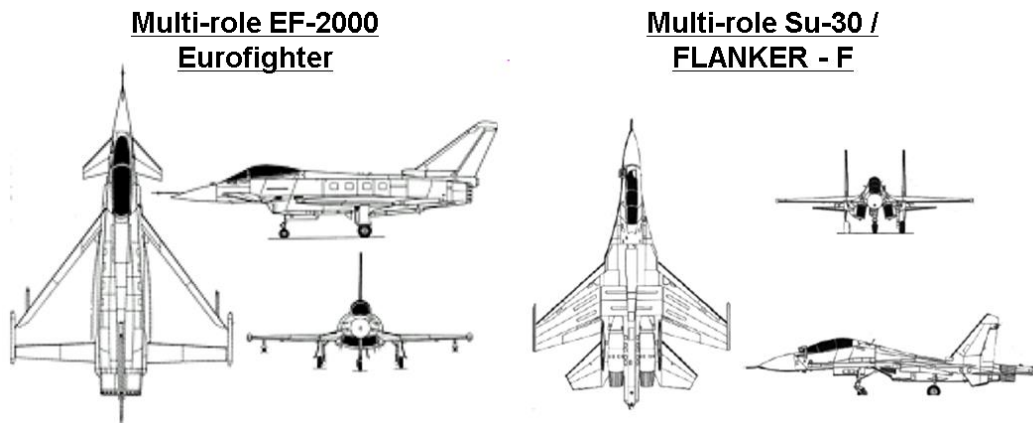 Multi-role EF-2000
Eurofighter
Multi-role Su-30 /
FLANKER - F